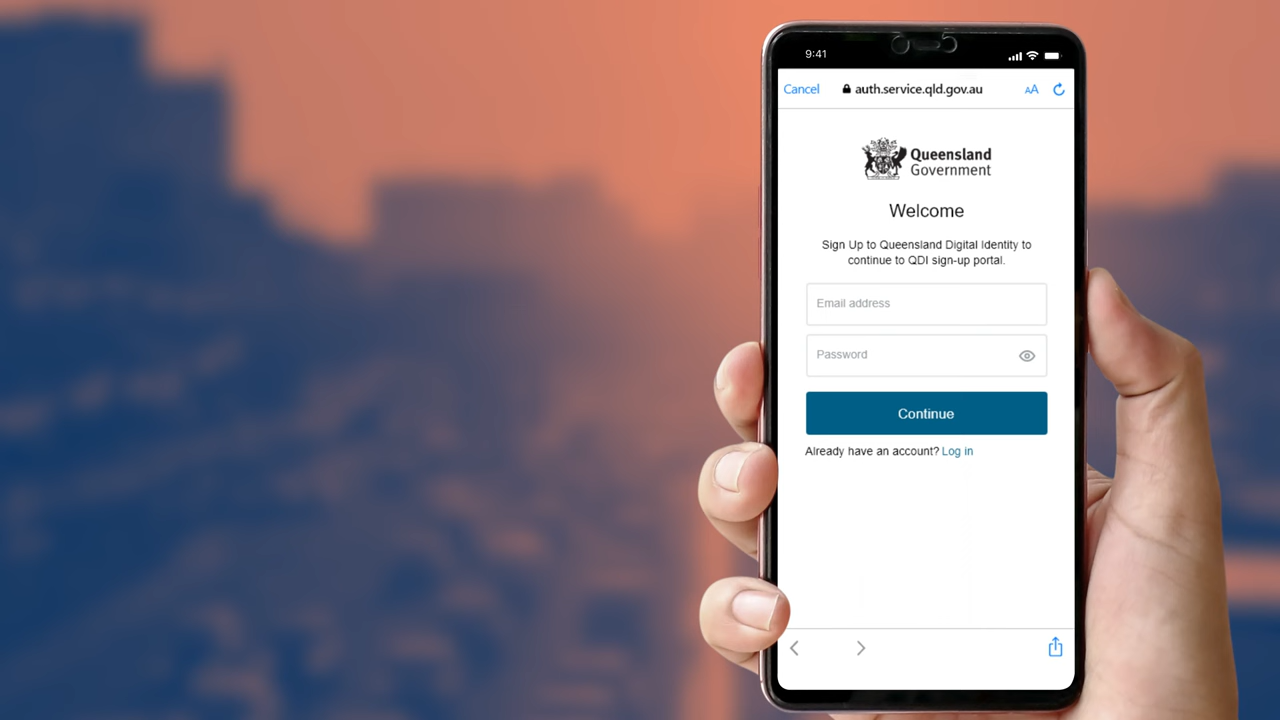 9:41
Cancel auth.service.qld.gov.au AA
Queensland
Government
Welcome
Sign Up to Queensland Digital Identity to
continue to QDI sign-up portal.
Email address
Password
Continue
Already have an account? Log in